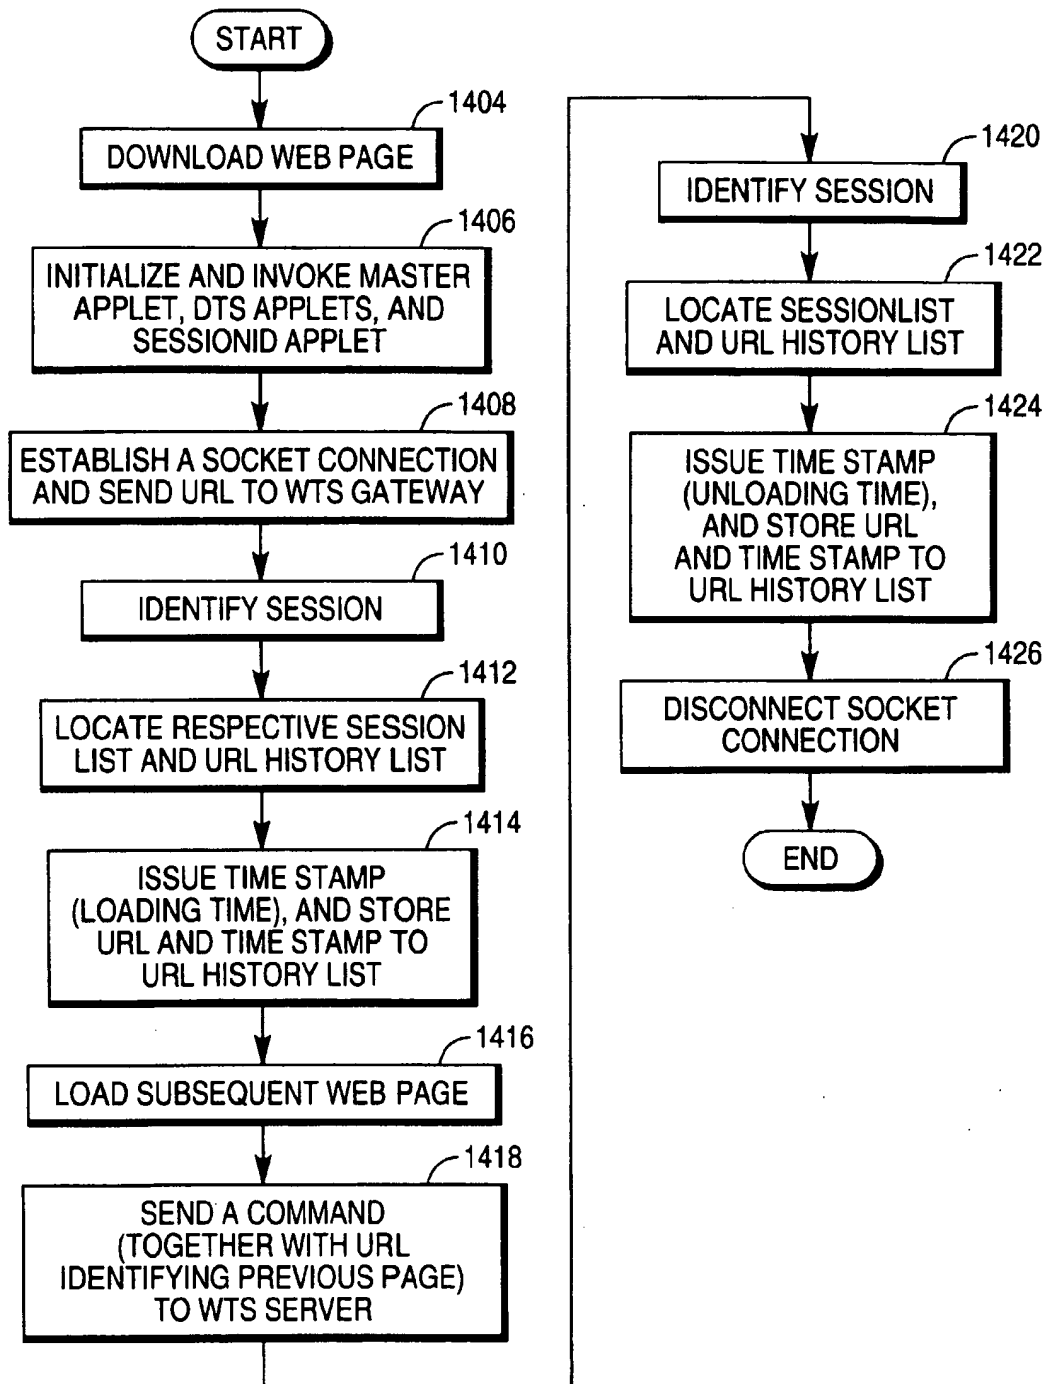 START
1404
DOWNLOAD WEB PAGE
1406
INITIALIZE AND INVOKE MASTER
APPLET, DTS APPLETS, AND
SESSIONID APPLET
1408
ESTABLISH A SOCKET CONNECTION
AND SEND URL TO WTS GATEWAY
1410
IDENTIFY SESSION
1412
LOCATE RESPECTIVE SESSION
LIST AND URL HISTORY LIST
1414
ISSUE TIME STAMP
(LOADING TIME), AND STORE
URL AND TIME STAMP TO
URL HISTORY LIST
1416
LOAD SUBSEQUENT WEB PAGE
1418
SEND A COMMAND
(TOGETHER WITH URL
IDENTIFYING PREVIOUS PAGE)
TO WTS SERVER
1420
IDENTIFY SESSION
1422
LOCATE SESSIONLIST
AND URL HISTORY LIST
1424
ISSUE TIME STAMP
(UNLOADING TIME),
AND STORE URL
AND TIME STAMP TO
URL HISTORY LIST
1426
DISCONNECT SOCKET
CONNECTION
END